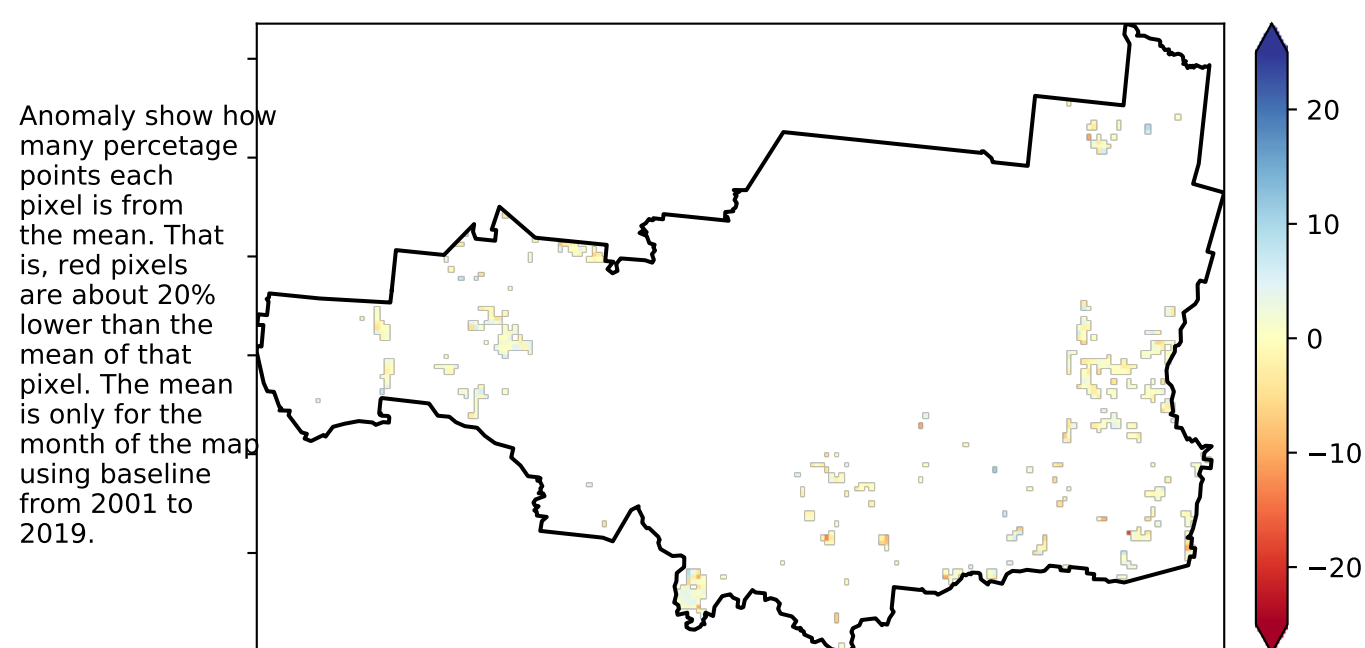 Anomaly show how
many percetage
points each
pixel is from
the mean. That
is, red pixels
are about 20%
lower than the
mean of that
pixel. The mean
is only for the
month of the map
using baseline
from 2001 to
2019.
20
10
0
−10
−20